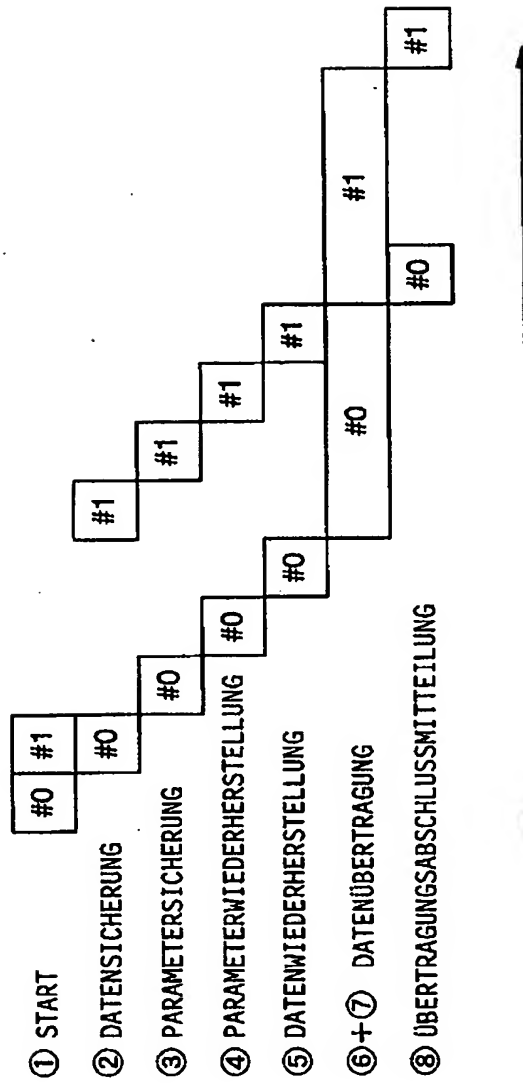 ① START #0 #1
② DATENSICHERUNG #0 #1
③ PARAMETERSICHERUNG #0 #1
④ PARAMETERWIEDERHERSTELLUNG #0 #1
⑤ DATENWIEDERHERSTELLUNG #0 #1
⑥+⑦ DATENÜBERTRAGUNG #0 #1
⑧ ÜBERTRAGUNGSABSCHLUSSMITTEILUNG #0 #1